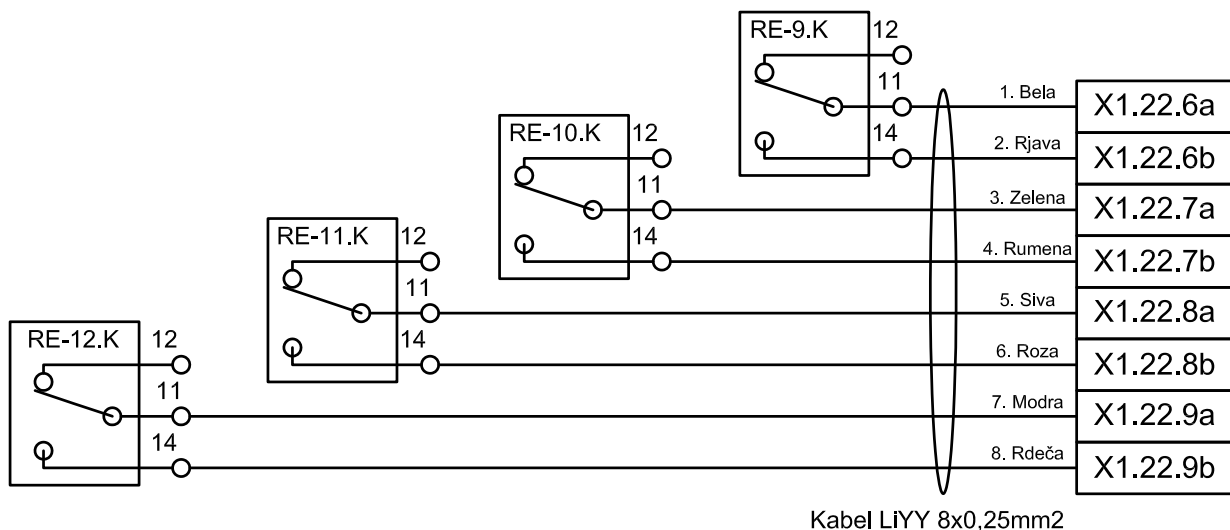 RE-9.K
12
11
14
1. Bela
X1.22.6a
2. Rjava
X1.22.6b
RE-10.K
12
11
14
3. Zelena
X1.22.7a
4. Rumena
X1.22.7b
RE-11.K
12
11
14
5. Siva
X1.22.8a
6. Roza
X1.22.8b
RE-12.K
12
11
14
7. Modra
X1.22.9a
8. Rdeča
X1.22.9b
Kabel LiYY 8x0,25mm2